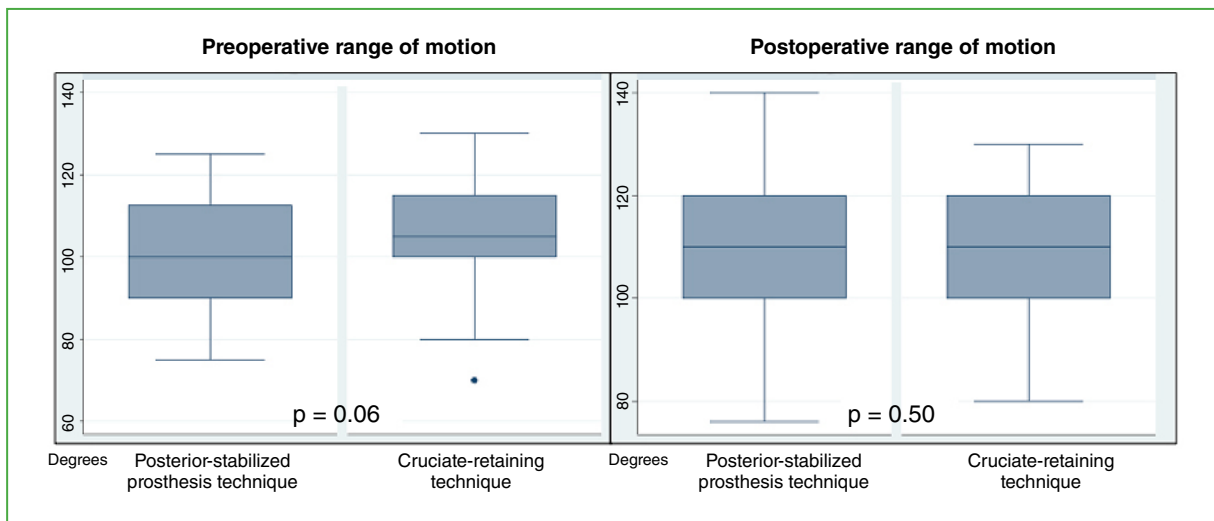 Preoperative range of motion
Postoperative range of motion
140
120
100
80
60
p = 0.06
140
120
100
80
p = 0.50
Degrees
Posterior-stabilized
prosthesis technique
Cruciate-retaining
technique
Degrees
Posterior-stabilized
prosthesis technique
Cruciate-retaining
technique